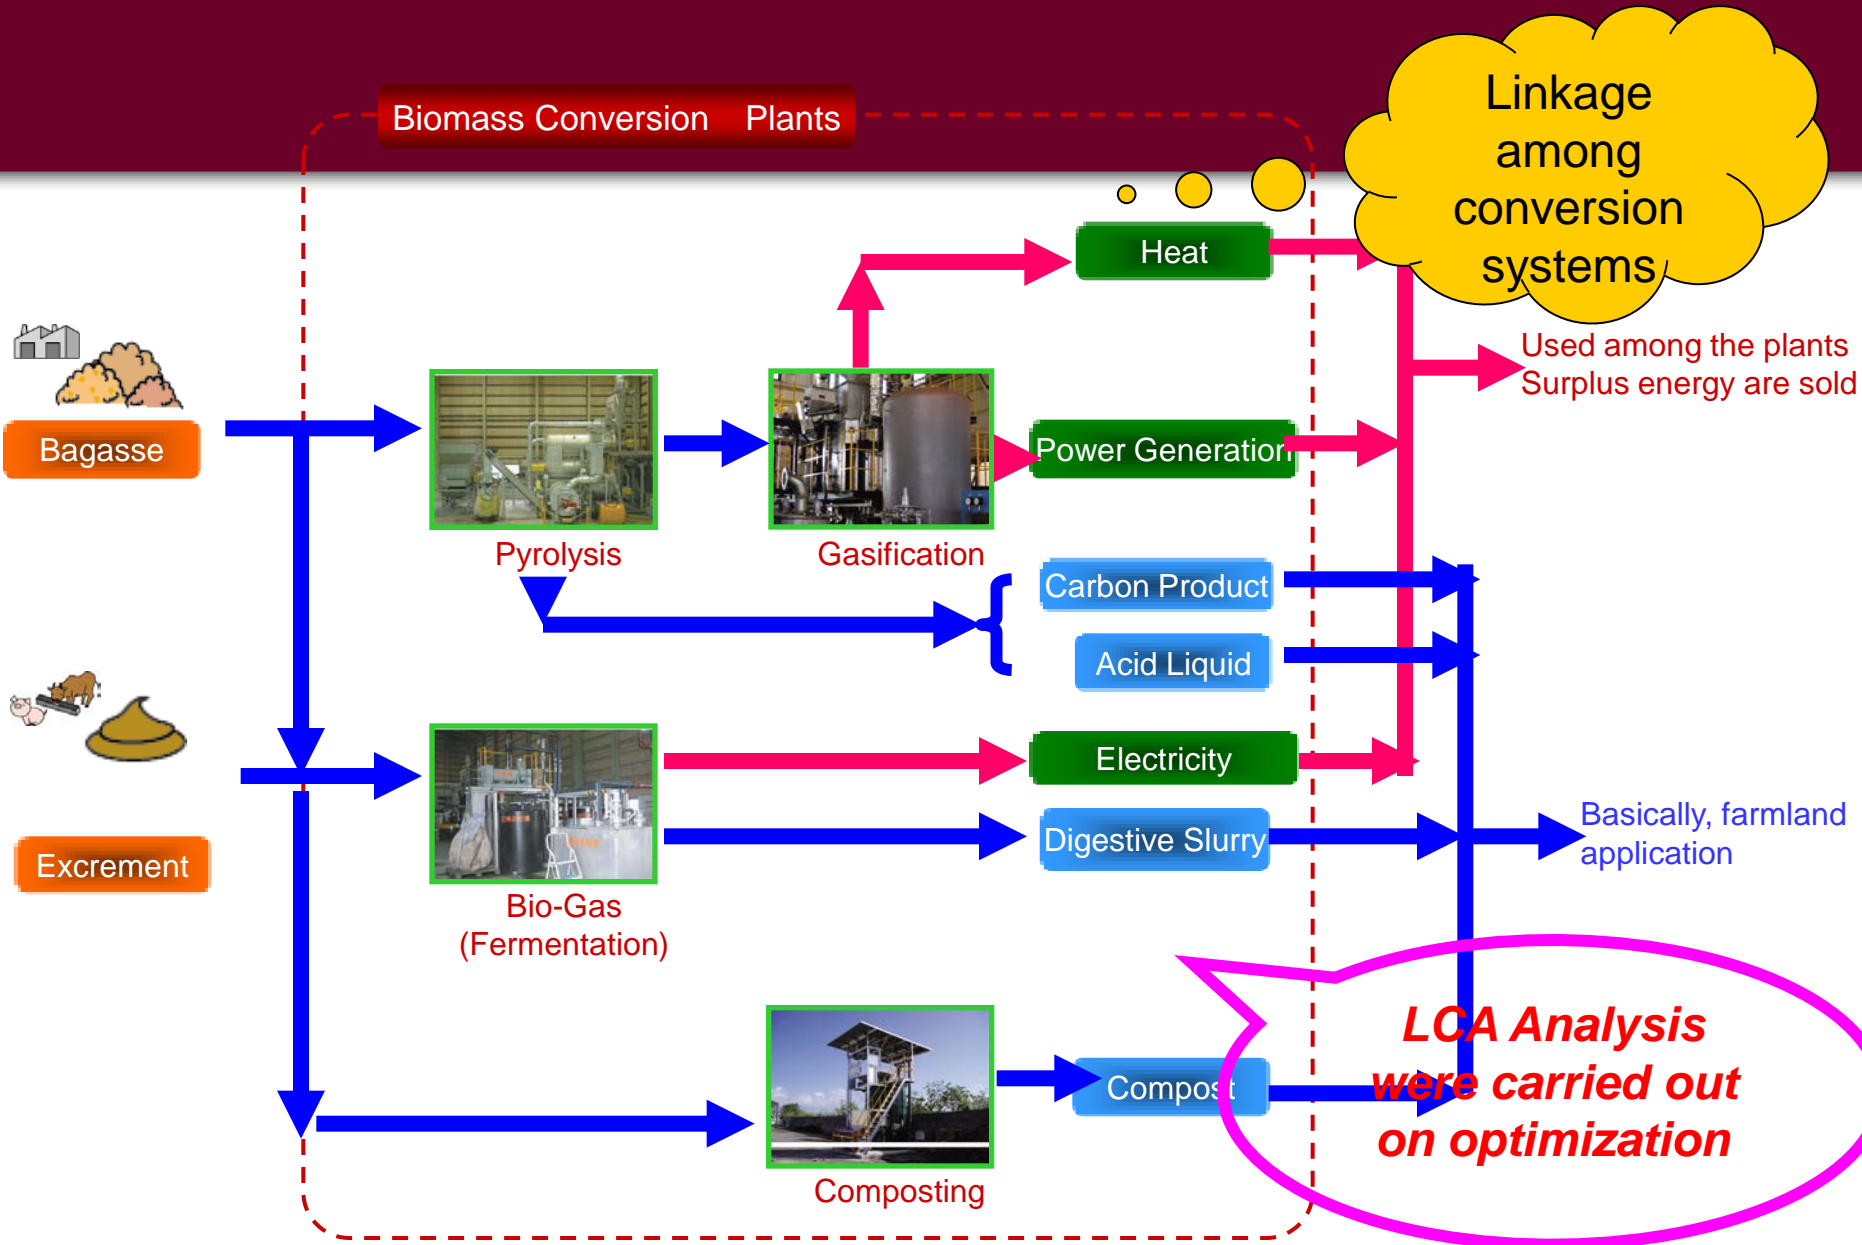 Biomass Conversion Plants
Linkage
among
conversion
systems
Heat
Used among the plants
Surplus energy are sold
Bagasse
Power Generation
Pyrolysis
Gasification
Carbon Product
Acid Liquid
Electricity
Digestive Slurry
Basically, farmland
application
Excrement
Bio-Gas
(Fermentation)
LCA Analysis
were carried out
on optimization
Compost
Composting